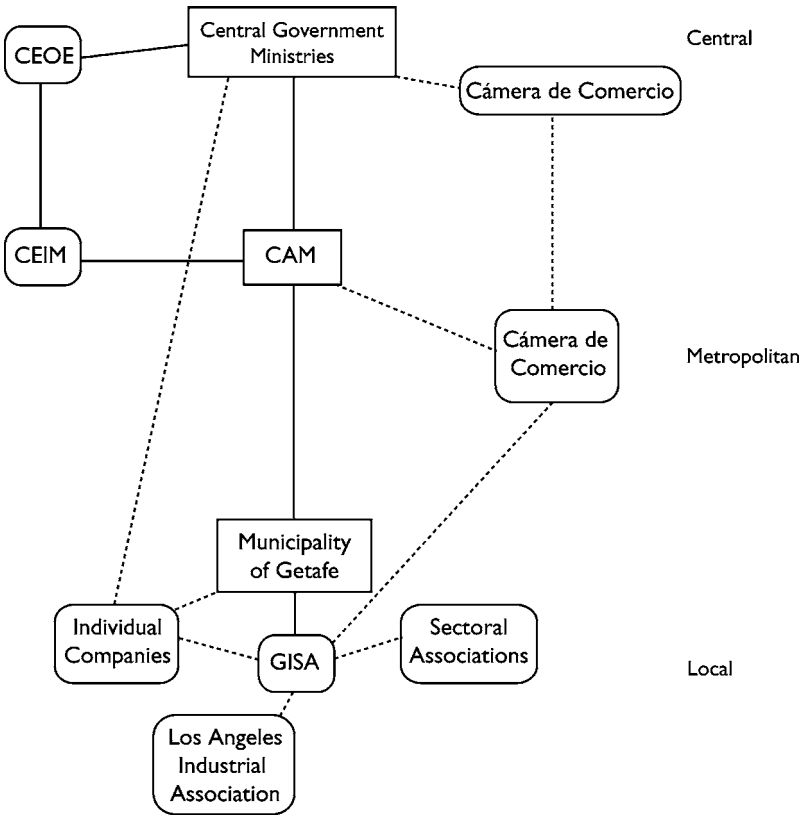 CEOE
Central Government
Ministries
Central
Cámera de Comercio
CEIM
CAM
Cámera de
Comercio
Metropolitan
Municipality
of Getafe
Individual
Companies
GISA
Sectoral
Associations
Local
Los Angeles
Industrial
Association